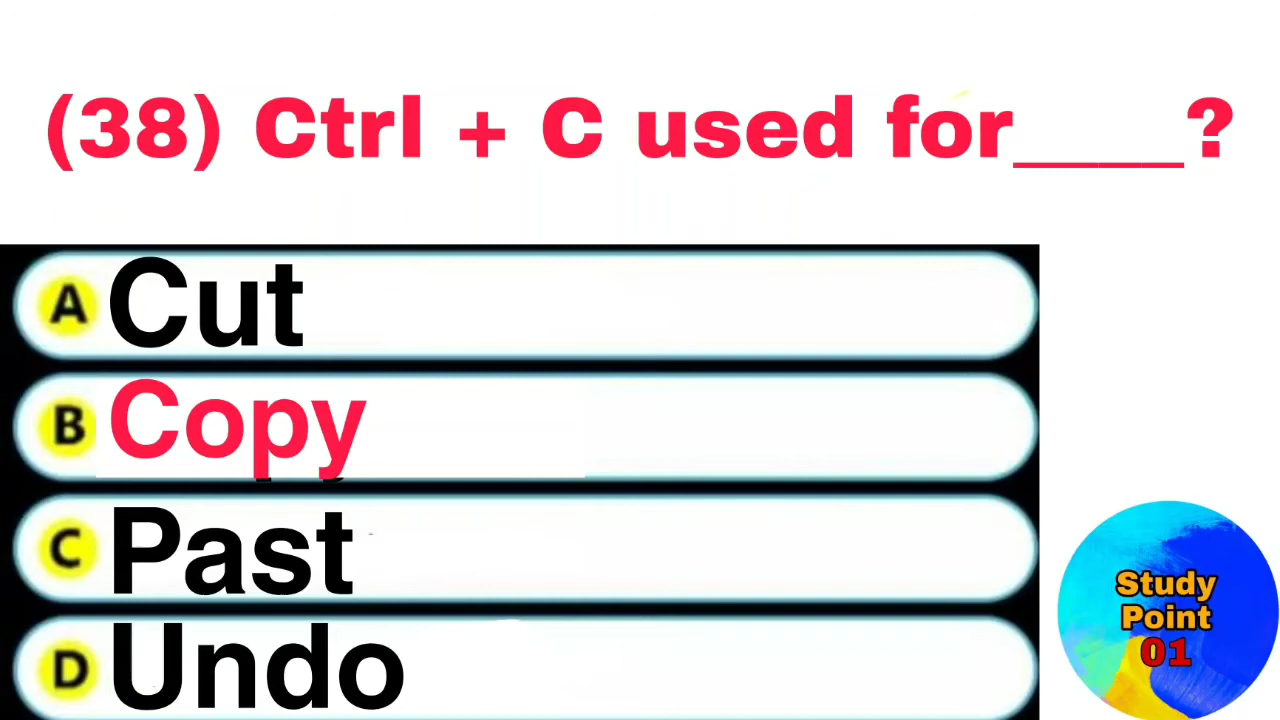 (38) Ctrl + C used for____?
A Cut
B Copy
C Past
D Undo
Study
Point
01